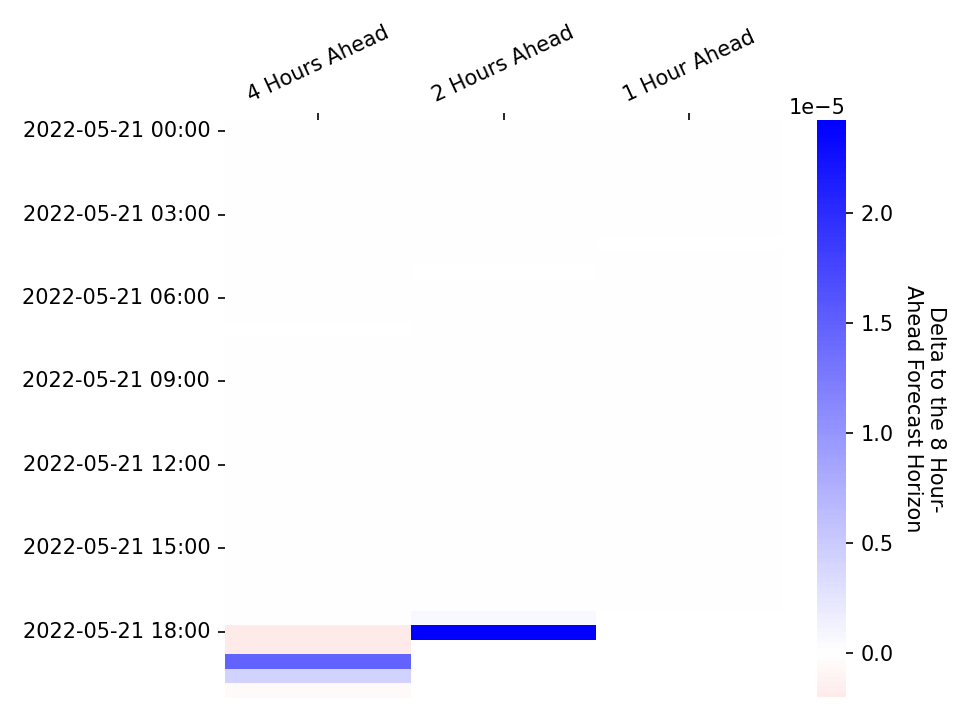 4 Hours Ahead
2 Hours Ahead
1 Hour Ahead
1e−5
2022-05-21 00:00
2022-05-21 03:00
2022-05-21 06:00
2022-05-21 09:00
2022-05-21 12:00
2022-05-21 15:00
2022-05-21 18:00
2.0
1.5
1.0
0.5
0.0
Delta to the 8 Hour-
Ahead Forecast Horizon